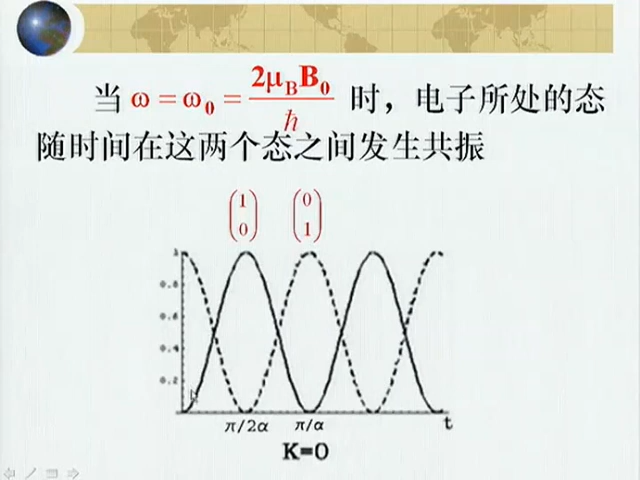 当 ω = ω₀ = 2μ_B B₀ / ħ 时，电子所处的态
随时间在这两个态之间发生共振
(1 0) (0 1)
1
0.8
0.6
0.4
0.2
π/2α π/α t
K=0